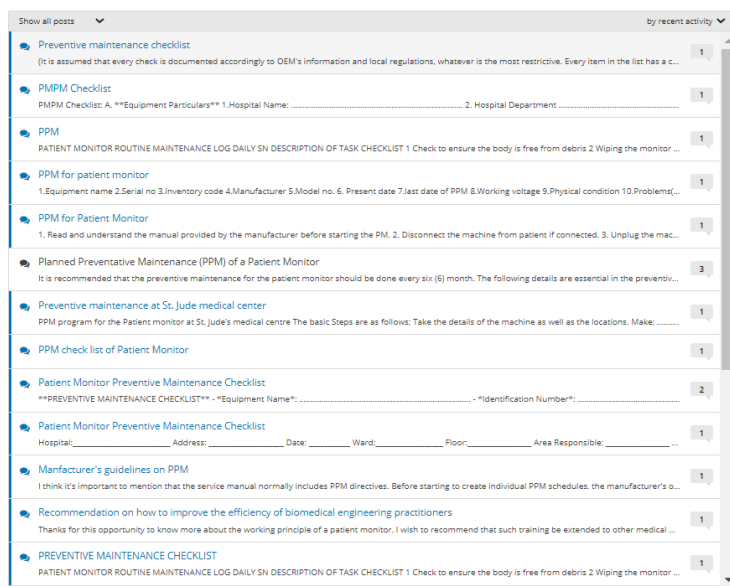 Show all posts
by recent activity
Preventive maintenance checklist
1
(It is assumed that every check is documented accordingly to OEM's information and local regulations, whatever is the most restrictive. Every item in the list has a c...
PMPM Checklist
1
PMPM Checklist: A. **Equipment Particulars** 1.Hospital Name: ................................................................ 2. Hospital Department .............................................
PPM
1
PATIENT MONITOR ROUTINE MAINTENANCE LOG DAILY SN DESCRIPTION OF TASK CHECKLIST 1 Check to ensure the body is free from debris 2 Wiping the monitor ...
PPM for patient monitor
1
1.Equipment name 2.Serial no 3.Inventory code 4.Manufacturer 5.Model no. 6. Present date 7.last date of PPM 8.Working voltage 9.Physical condition 10.Problems(...
PPM for Patient Monitor
1
1. Read and understand the manual provided by the manufacturer before starting the PM. 2. Disconnect the machine from patient if connected. 3. Unplug the mac...
Planned Preventative Maintenance (PPM) of a Patient Monitor
3
It is recommended that the preventive maintenance for the patient monitor should be done every six (6) month. The following details are essential in the preventiv...
Preventive maintenance at St. Jude medical center
1
PPM program for the Patient monitor at St. Jude's medical centre The basic Steps are as follows; Take the details of the machine as well as the locations. Make: .........
PPM check list of Patient Monitor
1
Patient Monitor Preventive Maintenance Checklist
2
**PREVENTIVE MAINTENANCE CHECKLIST** - *Equipment Name*: ................................................................ - *Identification Number*: ......................................
Patient Monitor Preventive Maintenance Checklist
1
Hospital:____________________ Address: ________________ Date: _________ Ward:______________ Floor:_____________ Area Responsible: _____________ ...
Manfacturer's guidelines on PPM
1
I think it's important to mention that the service manual normally includes PPM directives. Before starting to create individual PPM schedules, the manufacturer's o...
Recommendation on how to improve the efficiency of biomedical engineering practitioners
1
Thanks for this opportunity to know more about the working principle of a patient monitor. I wish to recommend that such training be extended to other medical ...
PREVENTIVE MAINTENANCE CHECKLIST
1
PATIENT MONITOR ROUTINE MAINTENANCE LOG DAILY SN DESCRIPTION OF TASK CHECKLIST 1 Check to ensure the body is free from debris 2 Wiping the monitor ...